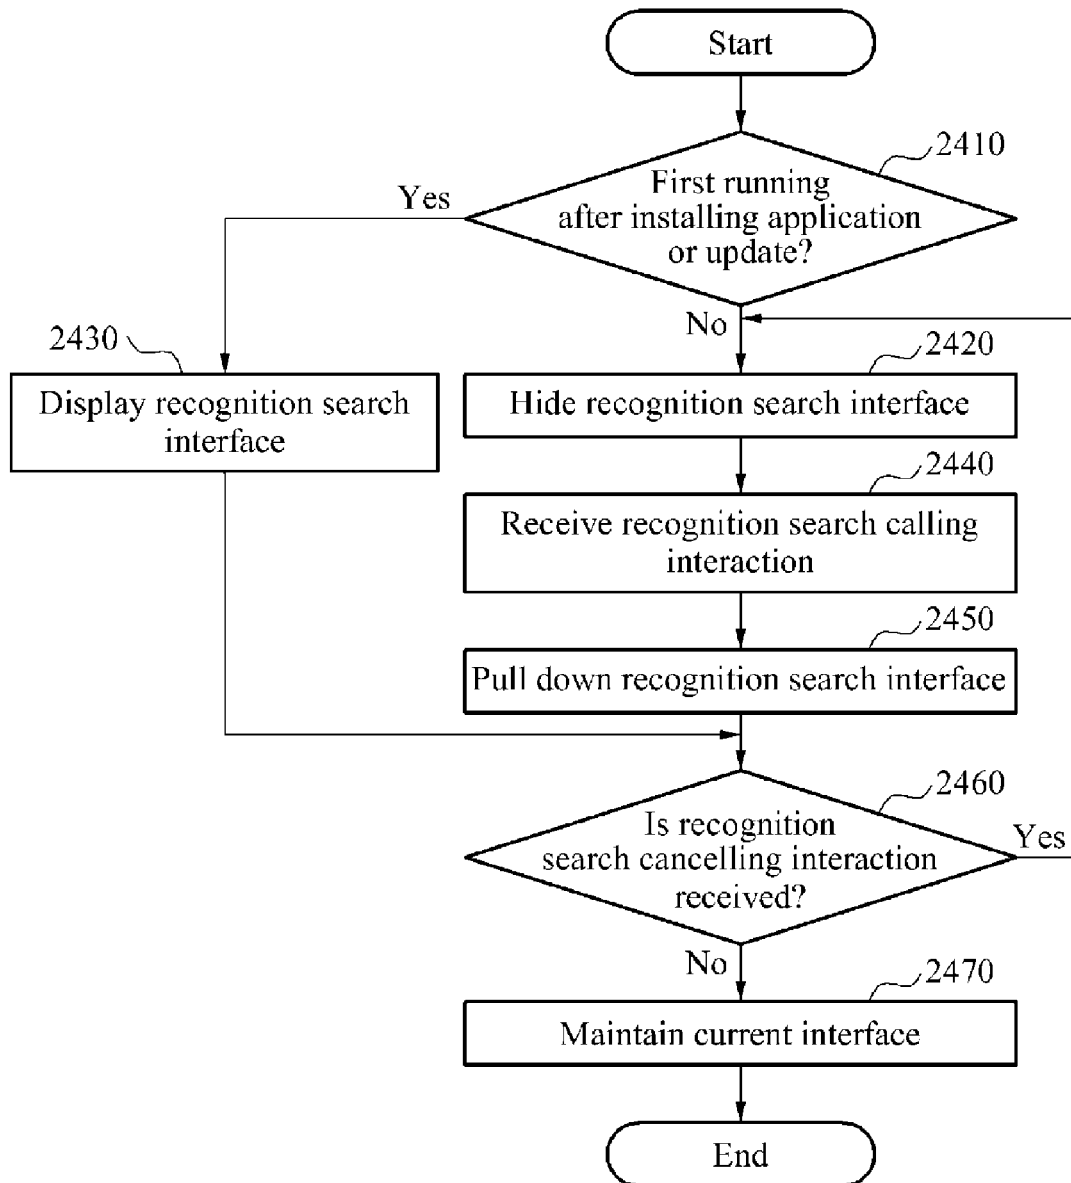 Start
2410
First running
after installing application
or update?
Yes
No
2430
Display recognition search
interface
2420
Hide recognition search interface
2440
Receive recognition search calling
interaction
2450
Pull down recognition search interface
2460
Is recognition
search cancelling interaction
received?
Yes
No
2470
Maintain current interface
End